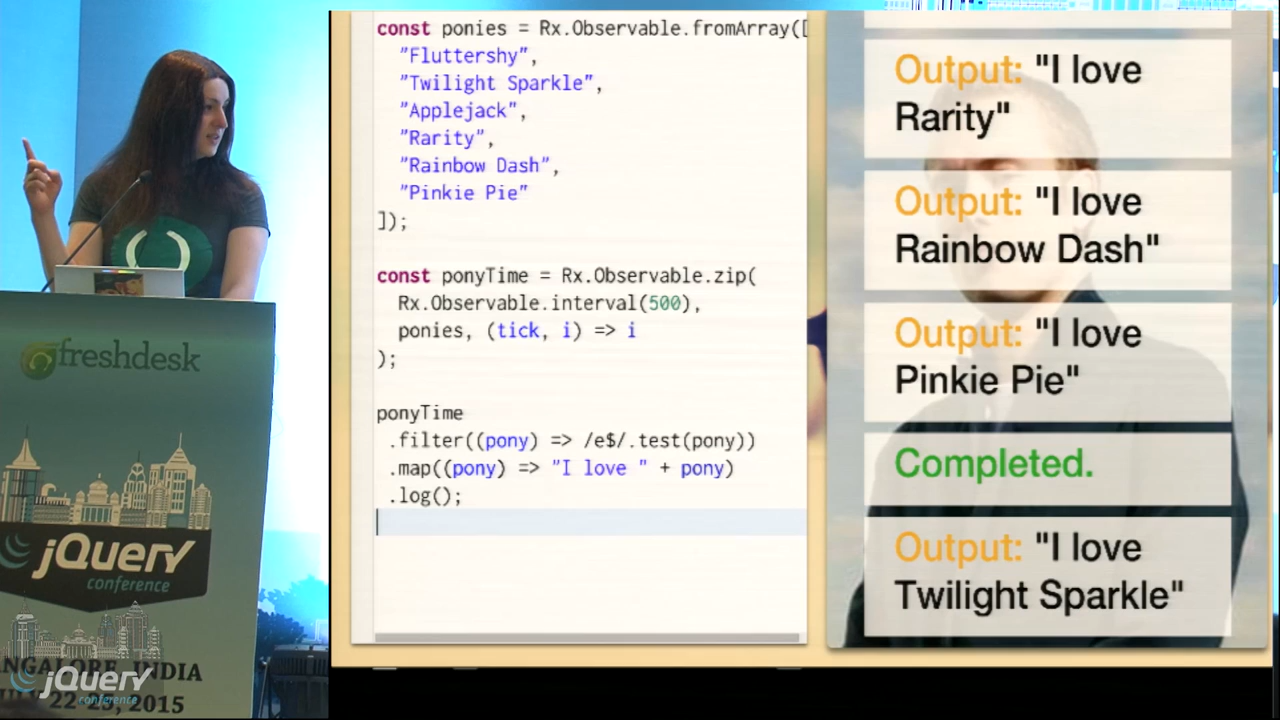 const ponies = Rx.Observable.fromArray([
"Fluttershy",
"Twilight Sparkle",
"Applejack",
"Rarity",
"Rainbow Dash",
"Pinkie Pie"
]);
const ponyTime = Rx.Observable.zip(
Rx.Observable.interval(500),
ponies, (tick, i) => i
);
ponyTime
.filter((pony) => /e$/.test(pony))
.map((pony) => "I love " + pony)
.log();
Output: "I love
Rarity"
Output: "I love
Rainbow Dash"
Output: "I love
Pinkie Pie"
Completed.
Output: "I love
Twilight Sparkle"
freshdesk
jQuery
conference
INDIA
2015
jQuery
conference